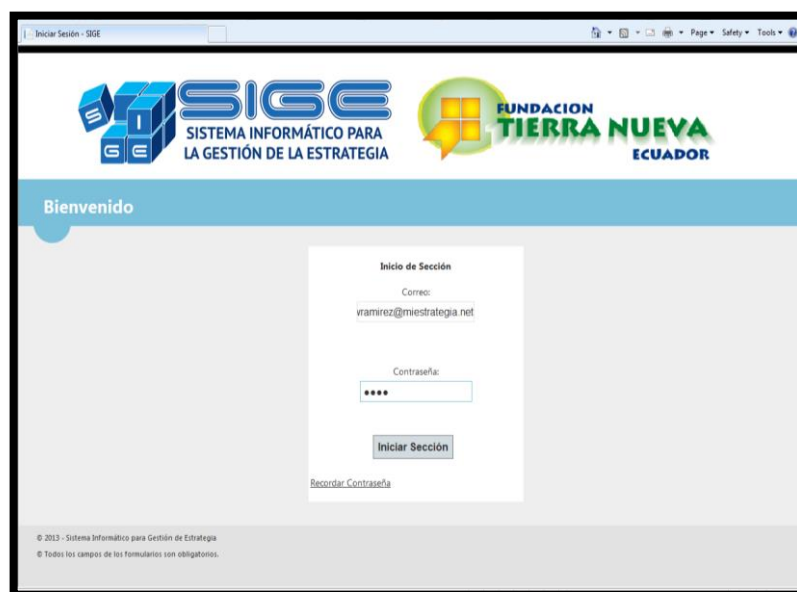 Iniciar Sesión - SIGE
Page Safety Tools
S I G E
SIGE
SISTEMA INFORMÁTICO PARA
LA GESTIÓN DE LA ESTRATEGIA
FUNDACION
TIERRA NUEVA
ECUADOR
Bienvenido
Inicio de Sección
Correo:
vramirez@miestrategia.net
Contraseña:
••••
Iniciar Sección
Recordar Contraseña
© 2013 - Sistema Informático para Gestión de Estrategia
© Todos los campos de los formularios son obligatorios.